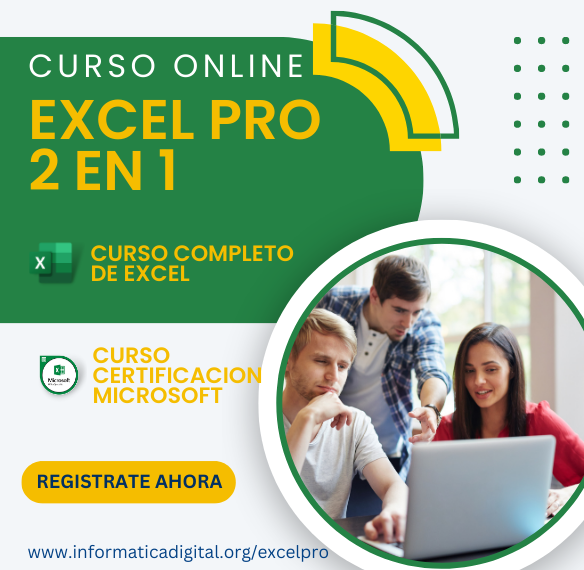 CURSO ONLINE
EXCEL PRO
2 EN 1
X
CURSO COMPLETO
DE EXCEL
CURSO
CERTIFICACION
MICROSOFT
Microsoft
REGISTRATE AHORA
www.informaticadigital.org/excelpro